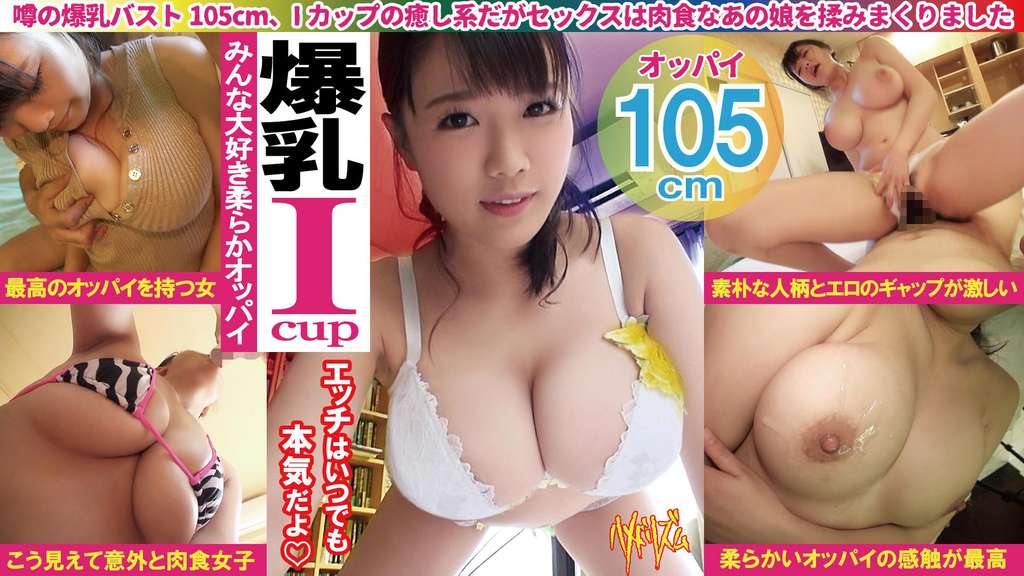 噂の爆乳バスト105cm、Iカップの癒し系だがセックスは肉食なあの娘を揉みまくりました
みんな大好き柔らかオッパイ
爆乳
I
cup
オッパイ
105
cm
最高のオッパイを持つ女
素朴な人柄とエロのギャップが激しい
エッチはいつでも
本気だよ♡
こう見えて意外と肉食女子
ハメドリズム
柔らかいオッパイの感触が最高